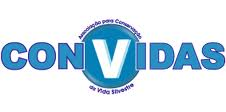 Associação para Conservação
CONVIDAS
da Vida Silvestre